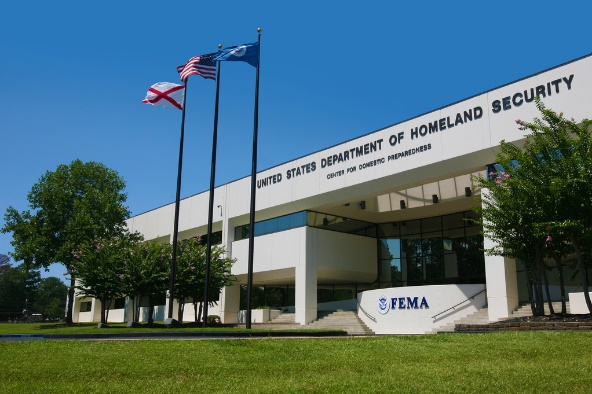 UNITED STATES DEPARTMENT OF HOMELAND SECURITY
CENTER FOR DOMESTIC PREPAREDNESS
FEMA